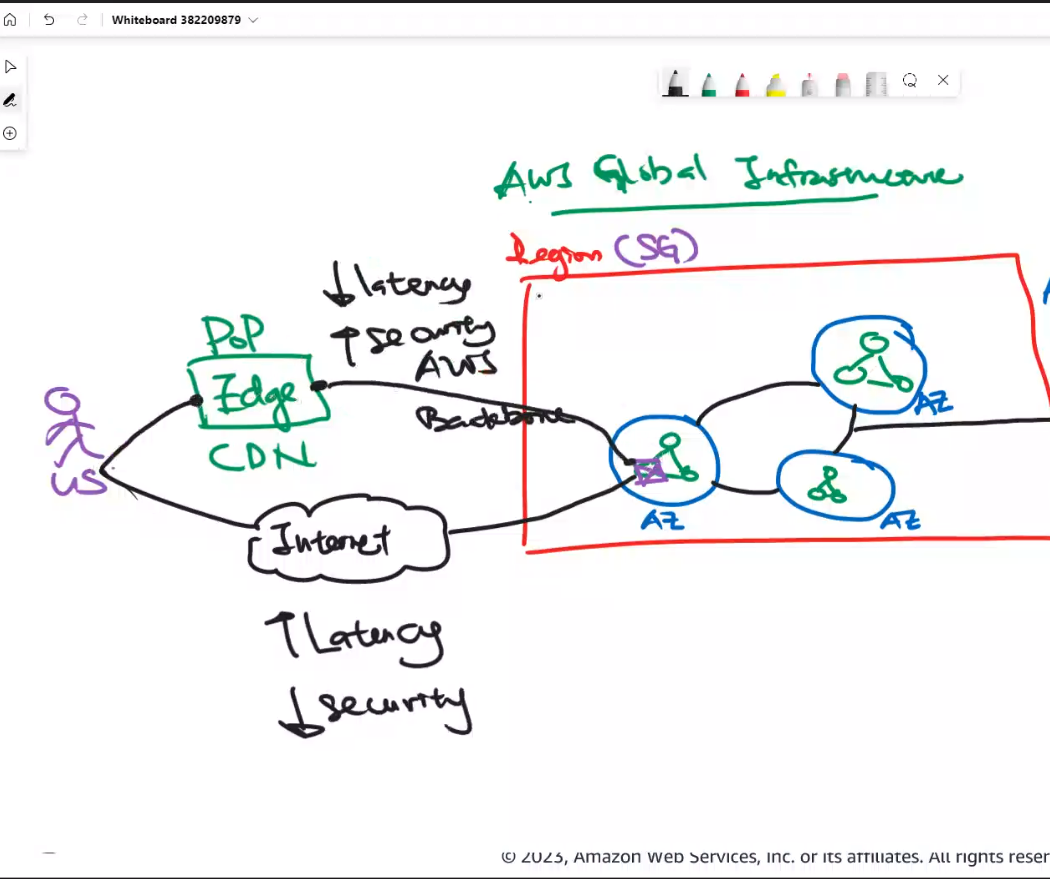 Whiteboard 382209879
AWS Global Infrastructure
Region (SG)
↓ latency
↑ security
AWS
Backbone
PoP
Edge
CDN
US
Internet
↑ Latency
↓ security
AZ
AZ
AZ
© 2023, Amazon Web Services, Inc. or its affiliates. All rights reser